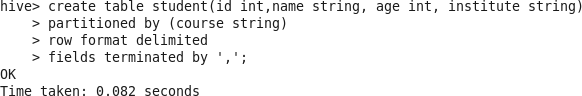 hive> create table student(id int,name string, age int, institute string)
    > partitioned by (course string)
    > row format delimited
    > fields terminated by ',';
OK
Time taken: 0.082 seconds